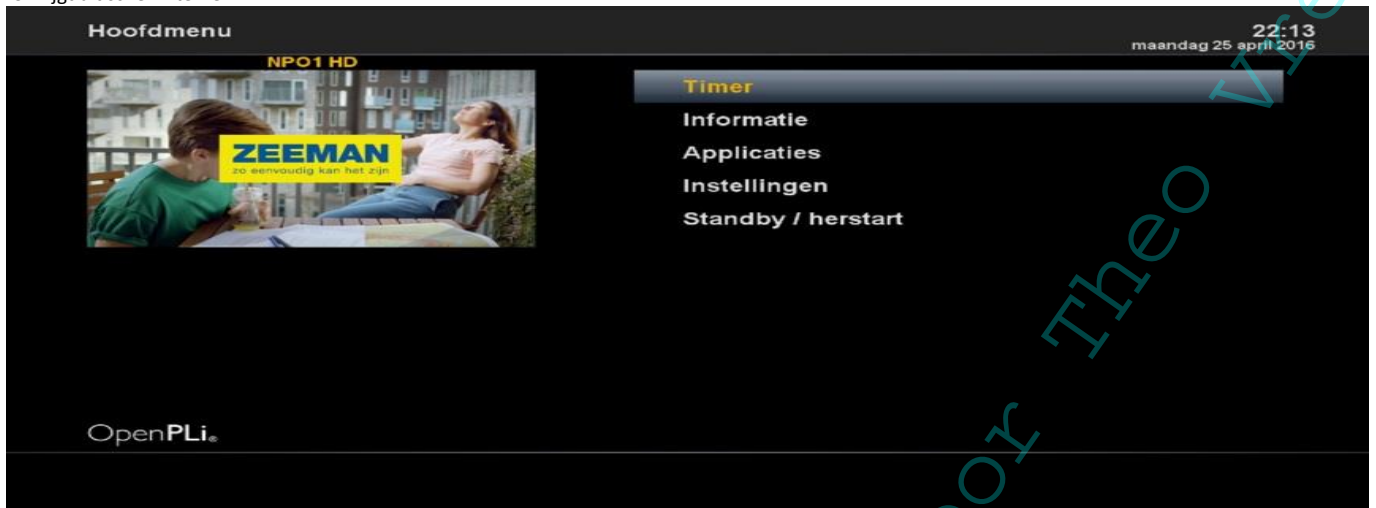 Hoofdmenu
22:13
maandag 25 april 2016
NPO1 HD
ZEEMAN
zo eenvoudig kan het zijn
Timer
Informatie
Applicaties
Instellingen
Standby / herstart
OpenPLi®
Theo